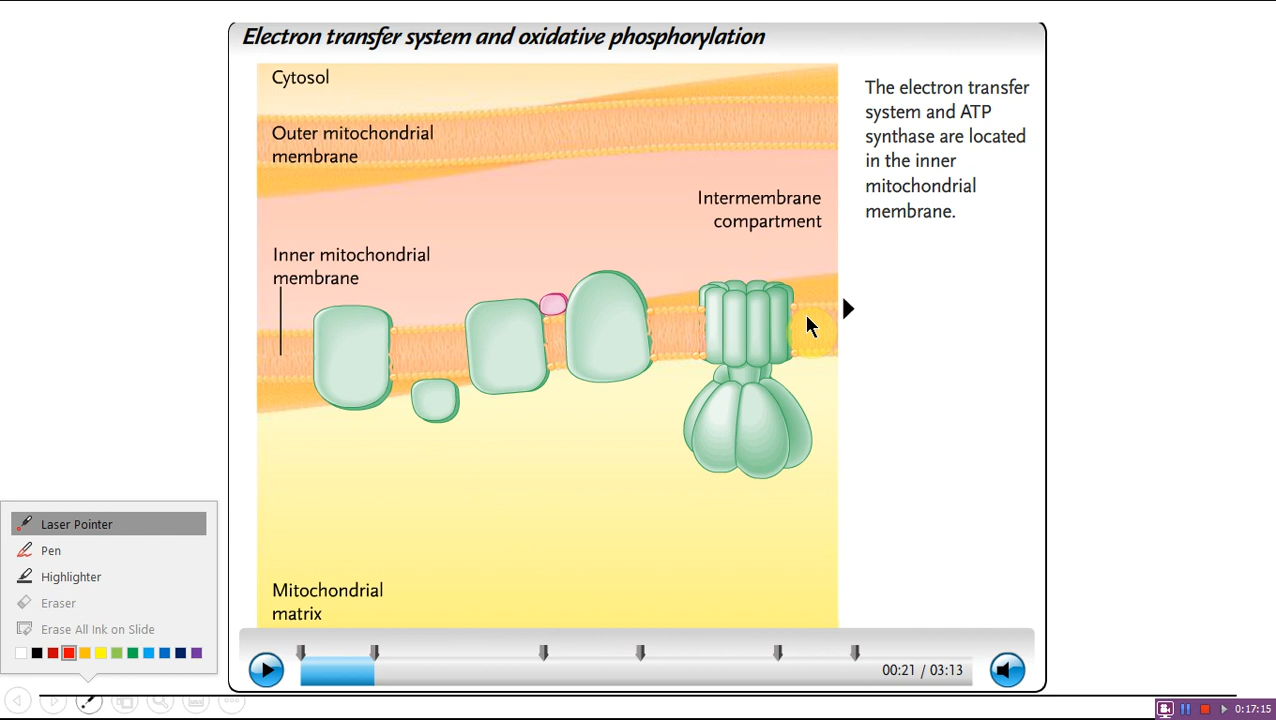 Electron transfer system and oxidative phosphorylation
Cytosol
Outer mitochondrial
membrane
Intermembrane
compartment
Inner mitochondrial
membrane
Mitochondrial
matrix
The electron transfer
system and ATP
synthase are located
in the inner
mitochondrial
membrane.
Laser Pointer
Pen
Highlighter
Eraser
Erase All Ink on Slide
00:21 / 03:13
0:17:15